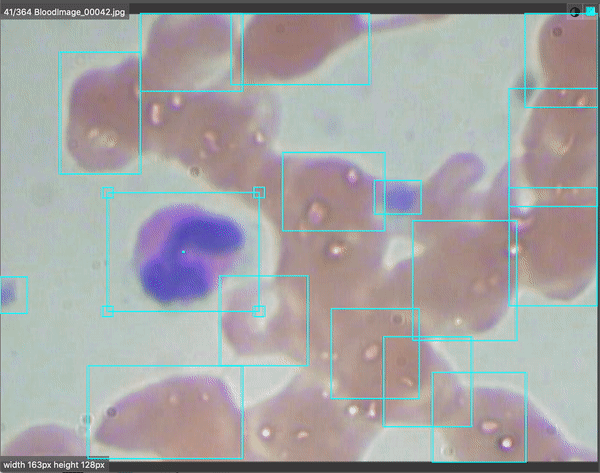 41/364 BloodImage_00042.jpg
width 163px height 128px